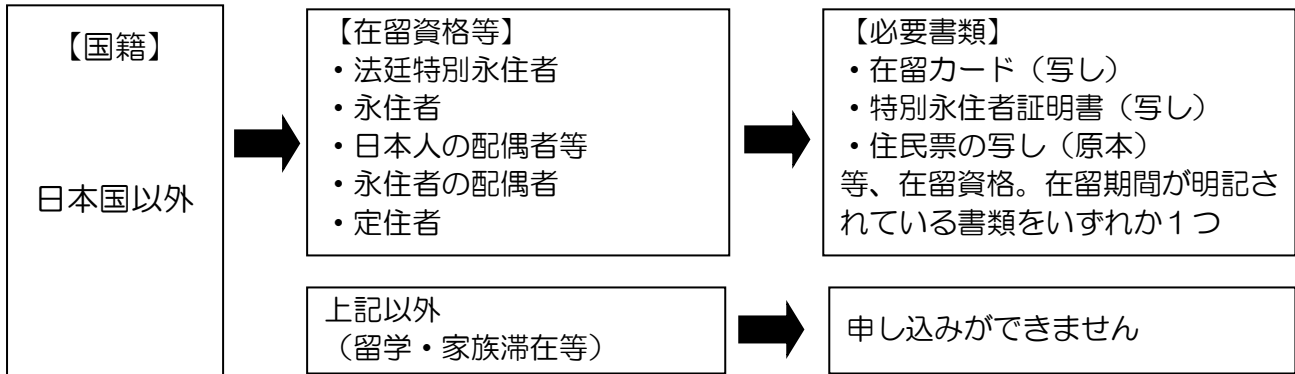 【国籍】
日本国以外
【在留資格等】
・法廷特別永住者
・永住者
・日本人の配偶者等
・永住者の配偶者
・定住者
【必要書類】
・在留カード（写し）
・特別永住者証明書（写し）
・住民票の写し（原本）
等、在留資格。在留期間が明記さ
れている書類をいずれか１つ
上記以外
（留学・家族滞在等）
申し込みができません